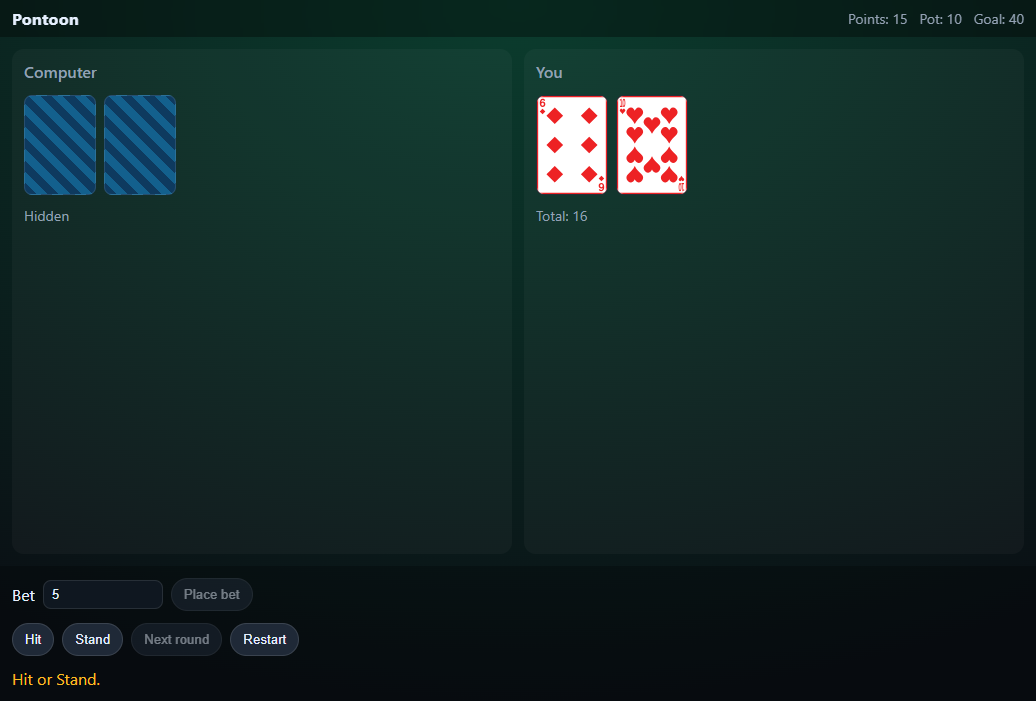 Pontoon
Points: 15 Pot: 10 Goal: 40
Computer
Hidden
You
6
6
10
10
Total: 16
Bet 5 Place bet
Hit Stand Next round Restart
Hit or Stand.